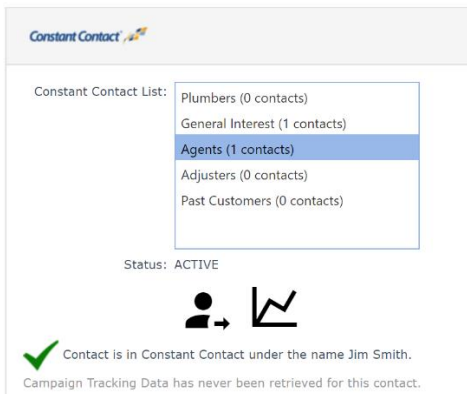 Constant Contact
Constant Contact List:
Plumbers (0 contacts)
General Interest (1 contacts)
Agents (1 contacts)
Adjusters (0 contacts)
Past Customers (0 contacts)
Status: ACTIVE
Contact is in Constant Contact under the name Jim Smith.
Campaign Tracking Data has never been retrieved for this contact.